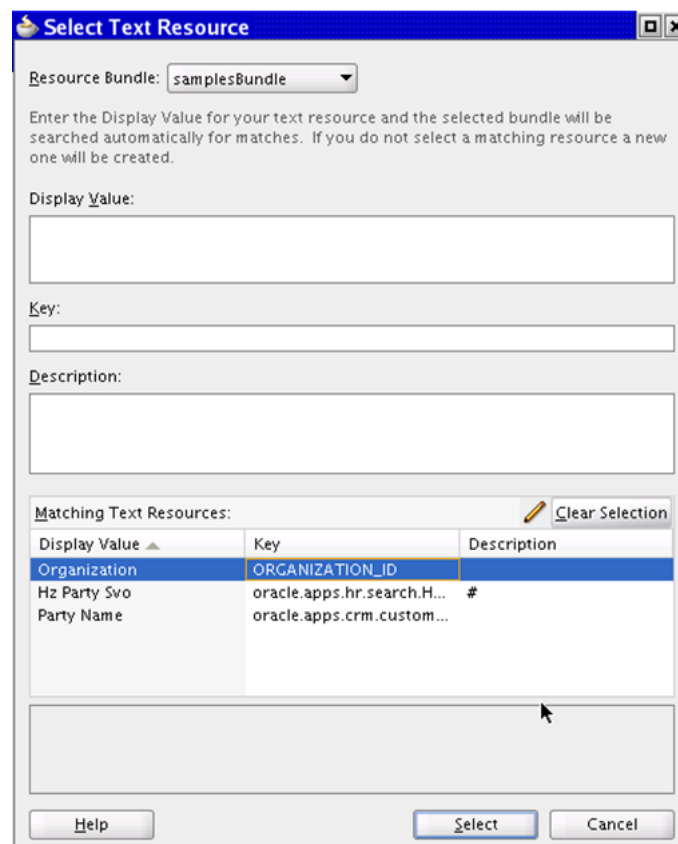 Select Text Resource
Resource Bundle: samplesBundle
Enter the Display Value for your text resource and the selected bundle will be
searched automatically for matches. If you do not select a matching resource a new
one will be created.
Display Value:
Key:
Description:
Matching Text Resources: Clear Selection
Display Value Key Description
Organization ORGANIZATION_ID
Hz Party Svo oracle.apps.hr.search.H... #
Party Name oracle.apps.crm.custom...
Help Select Cancel